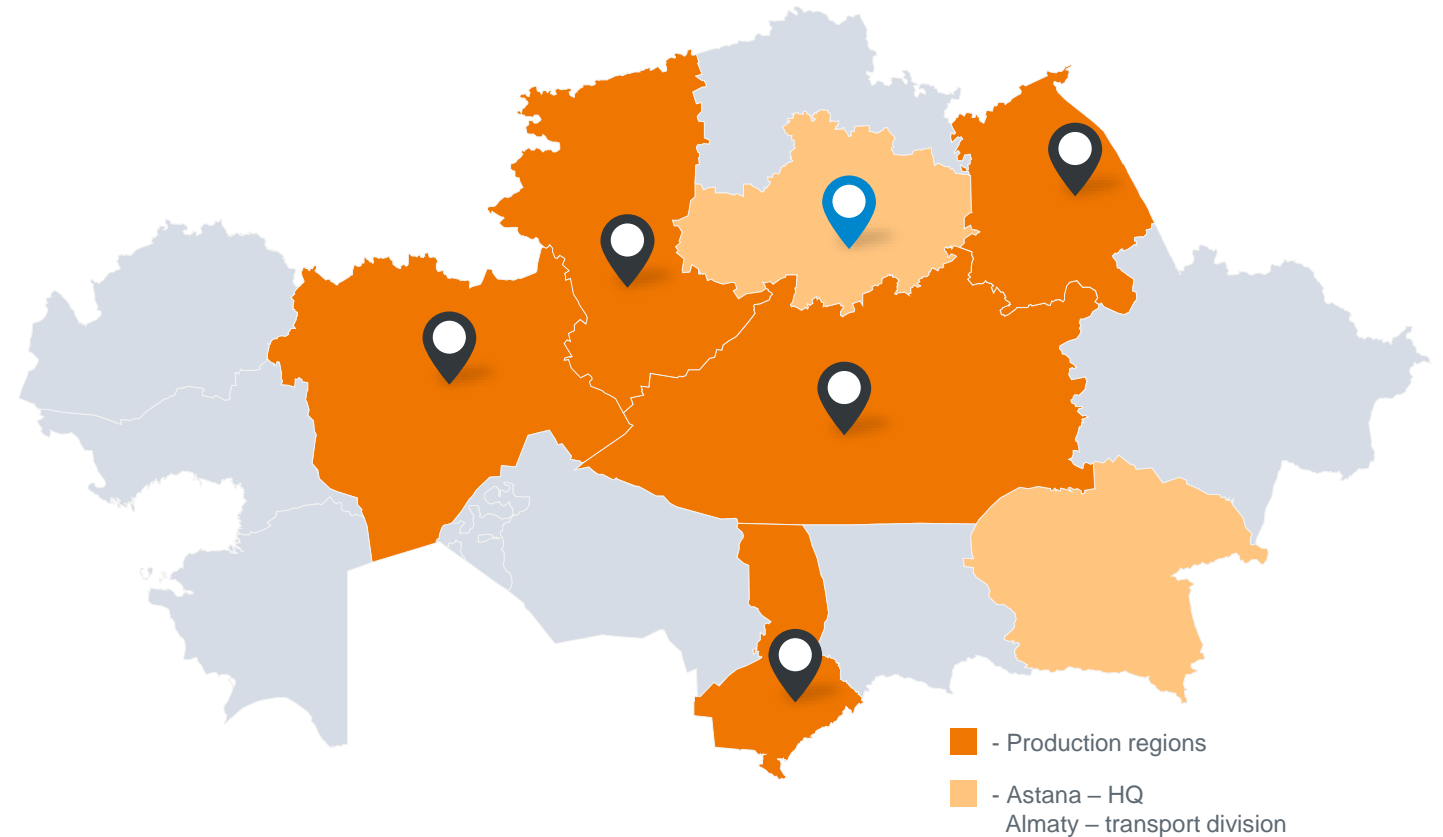 - Production regions
- Astana – HQ
Almaty – transport division